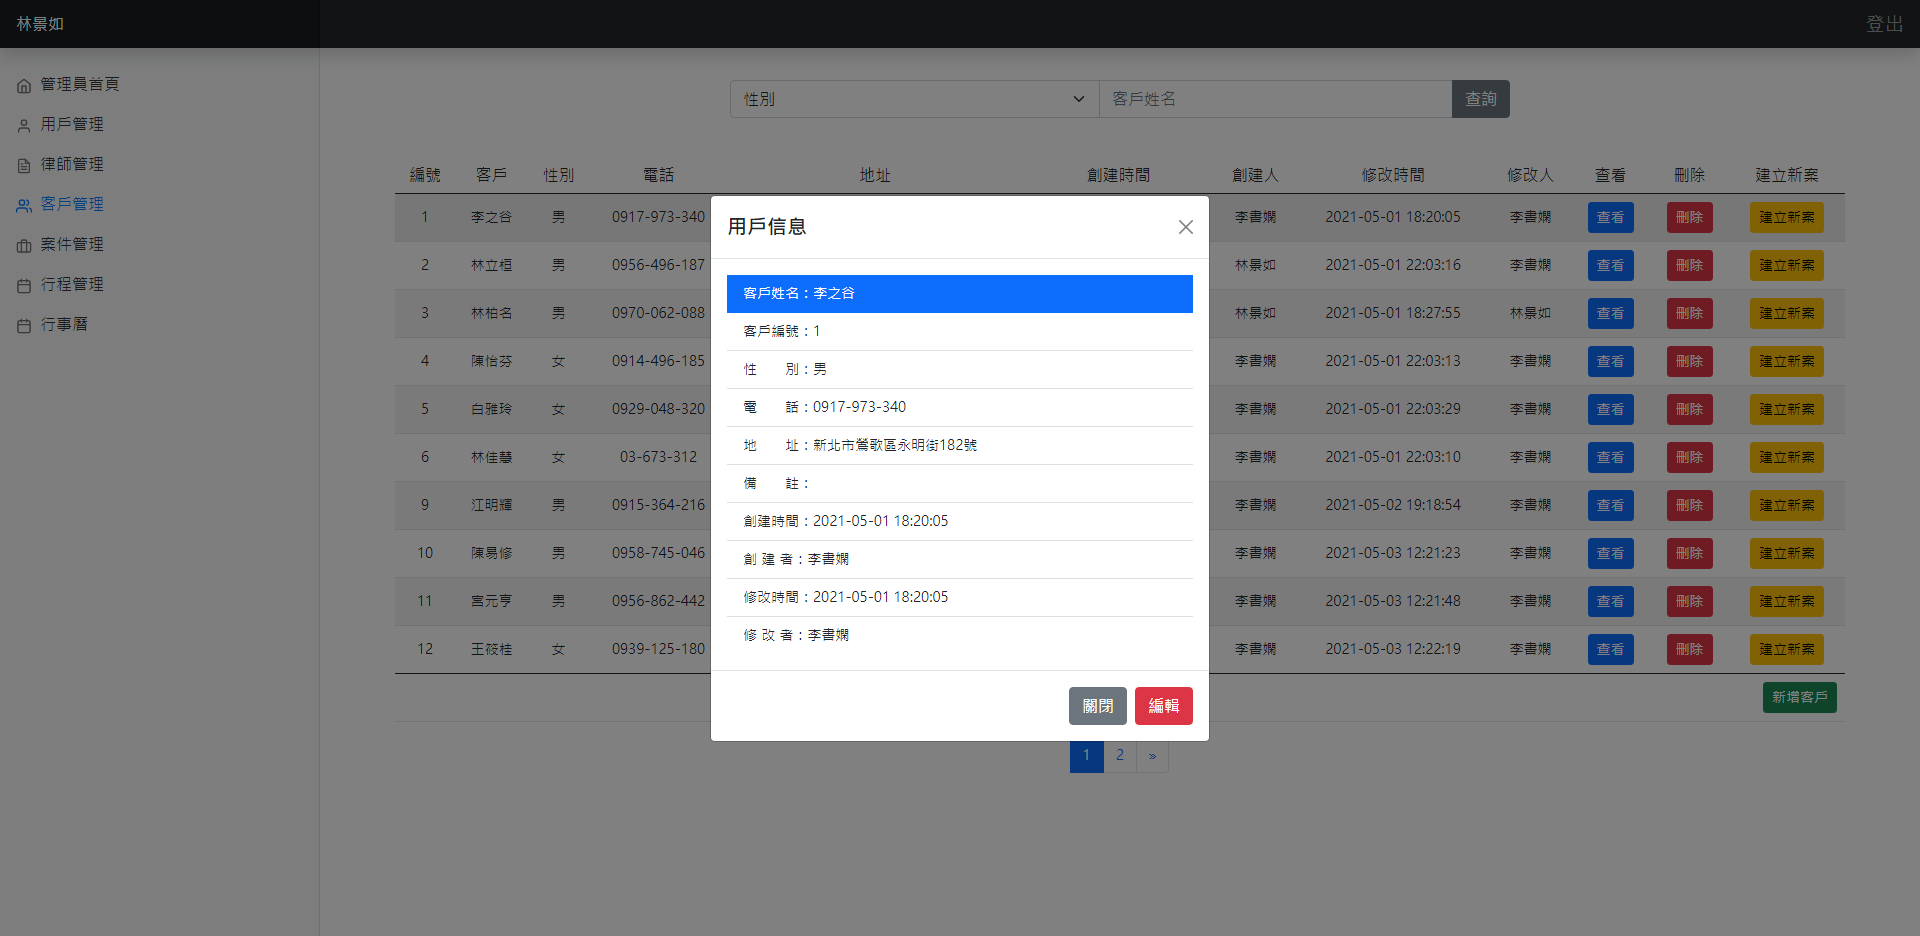 林景如 登出
管理員首頁
用戶管理
律師管理
客戶管理
案件管理
行程管理
行事曆
性別 客戶姓名 查詢
編號 客戶 性別 電話 地址 創建時間 創建人 修改時間 修改人 查看 刪除 建立新案
1 李之谷 男 0917-973-340 李書嫻 2021-05-01 18:20:05 李書嫻 查看 刪除 建立新案
2 林立桓 男 0956-496-187 林景如 2021-05-01 22:03:16 李書嫻 查看 刪除 建立新案
3 林柏名 男 0970-062-088 林景如 2021-05-01 18:27:55 林景如 查看 刪除 建立新案
4 陳怡芬 女 0914-496-185 李書嫻 2021-05-01 22:03:13 李書嫻 查看 刪除 建立新案
5 白雅玲 女 0929-048-320 李書嫻 2021-05-01 22:03:29 李書嫻 查看 刪除 建立新案
6 林佳慧 女 03-673-312 李書嫻 2021-05-01 22:03:10 李書嫻 查看 刪除 建立新案
9 江明輝 男 0915-364-216 李書嫻 2021-05-02 19:18:54 李書嫻 查看 刪除 建立新案
10 陳易修 男 0958-745-046 李書嫻 2021-05-03 12:21:23 李書嫻 查看 刪除 建立新案
11 宮元亨 男 0956-862-442 李書嫻 2021-05-03 12:21:48 李書嫻 查看 刪除 建立新案
12 王筱桂 女 0939-125-180 李書嫻 2021-05-03 12:22:19 李書嫻 查看 刪除 建立新案
新增客戶
1 2 »
用戶信息
客戶姓名：李之谷
客戶編號：1
性　　別：男
電　　話：0917-973-340
地　　址：新北市鶯歌區永明街182號
備　　註：
創建時間：2021-05-01 18:20:05
創 建 者：李書嫻
修改時間：2021-05-01 18:20:05
修 改 者：李書嫻
關閉 編輯